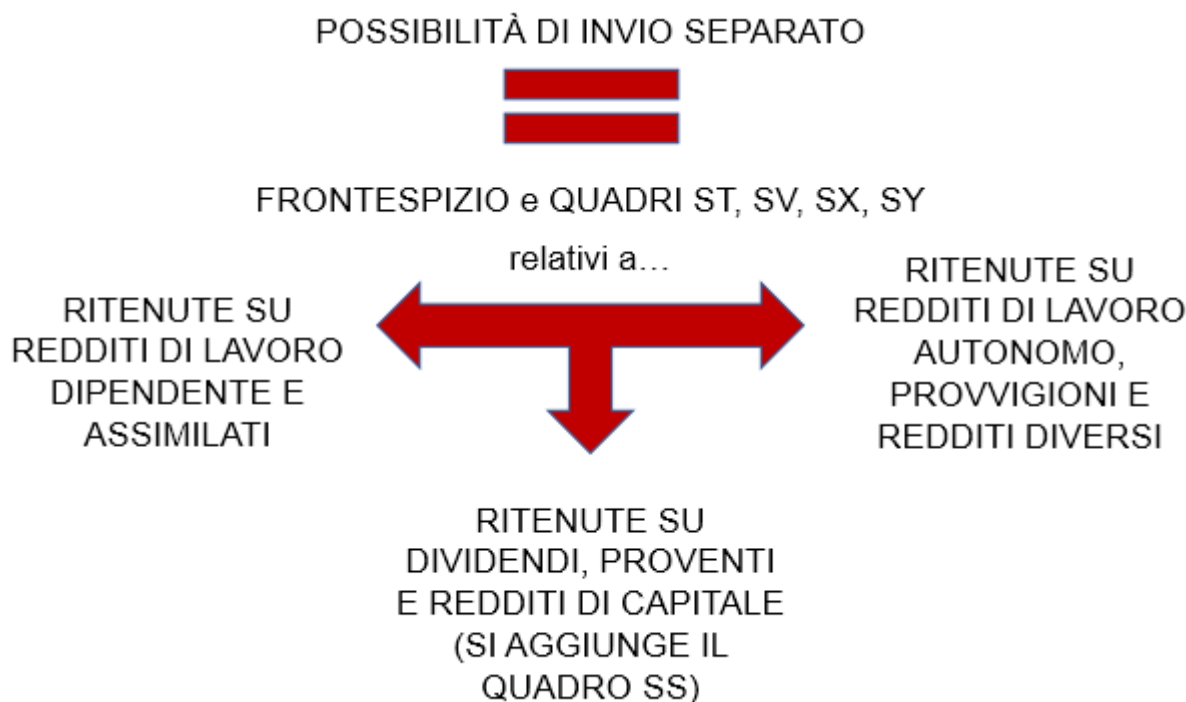 POSSIBILITÀ DI INVIO SEPARATO
FRONTESPIZIO e QUADRI ST, SV, SX, SY
relativi a…
RITENUTE SU
REDDITI DI LAVORO
DIPENDENTE E
ASSIMILATI
RITENUTE SU
REDDITI DI LAVORO
AUTONOMO,
PROVVIGIONI E
REDDITI DIVERSI
RITENUTE SU
DIVIDENDI, PROVENTI
E REDDITI DI CAPITALE
(SI AGGIUNGE IL
QUADRO SS)